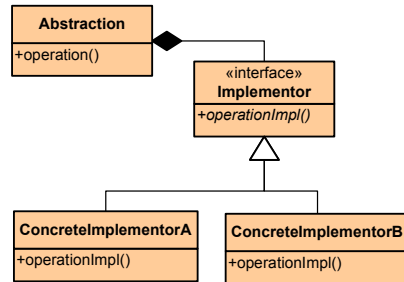 Abstraction
+operation()
«interface»
Implementor
+operationImpl()
ConcreteImplementorA
+operationImpl()
ConcreteImplementorB
+operationImpl()